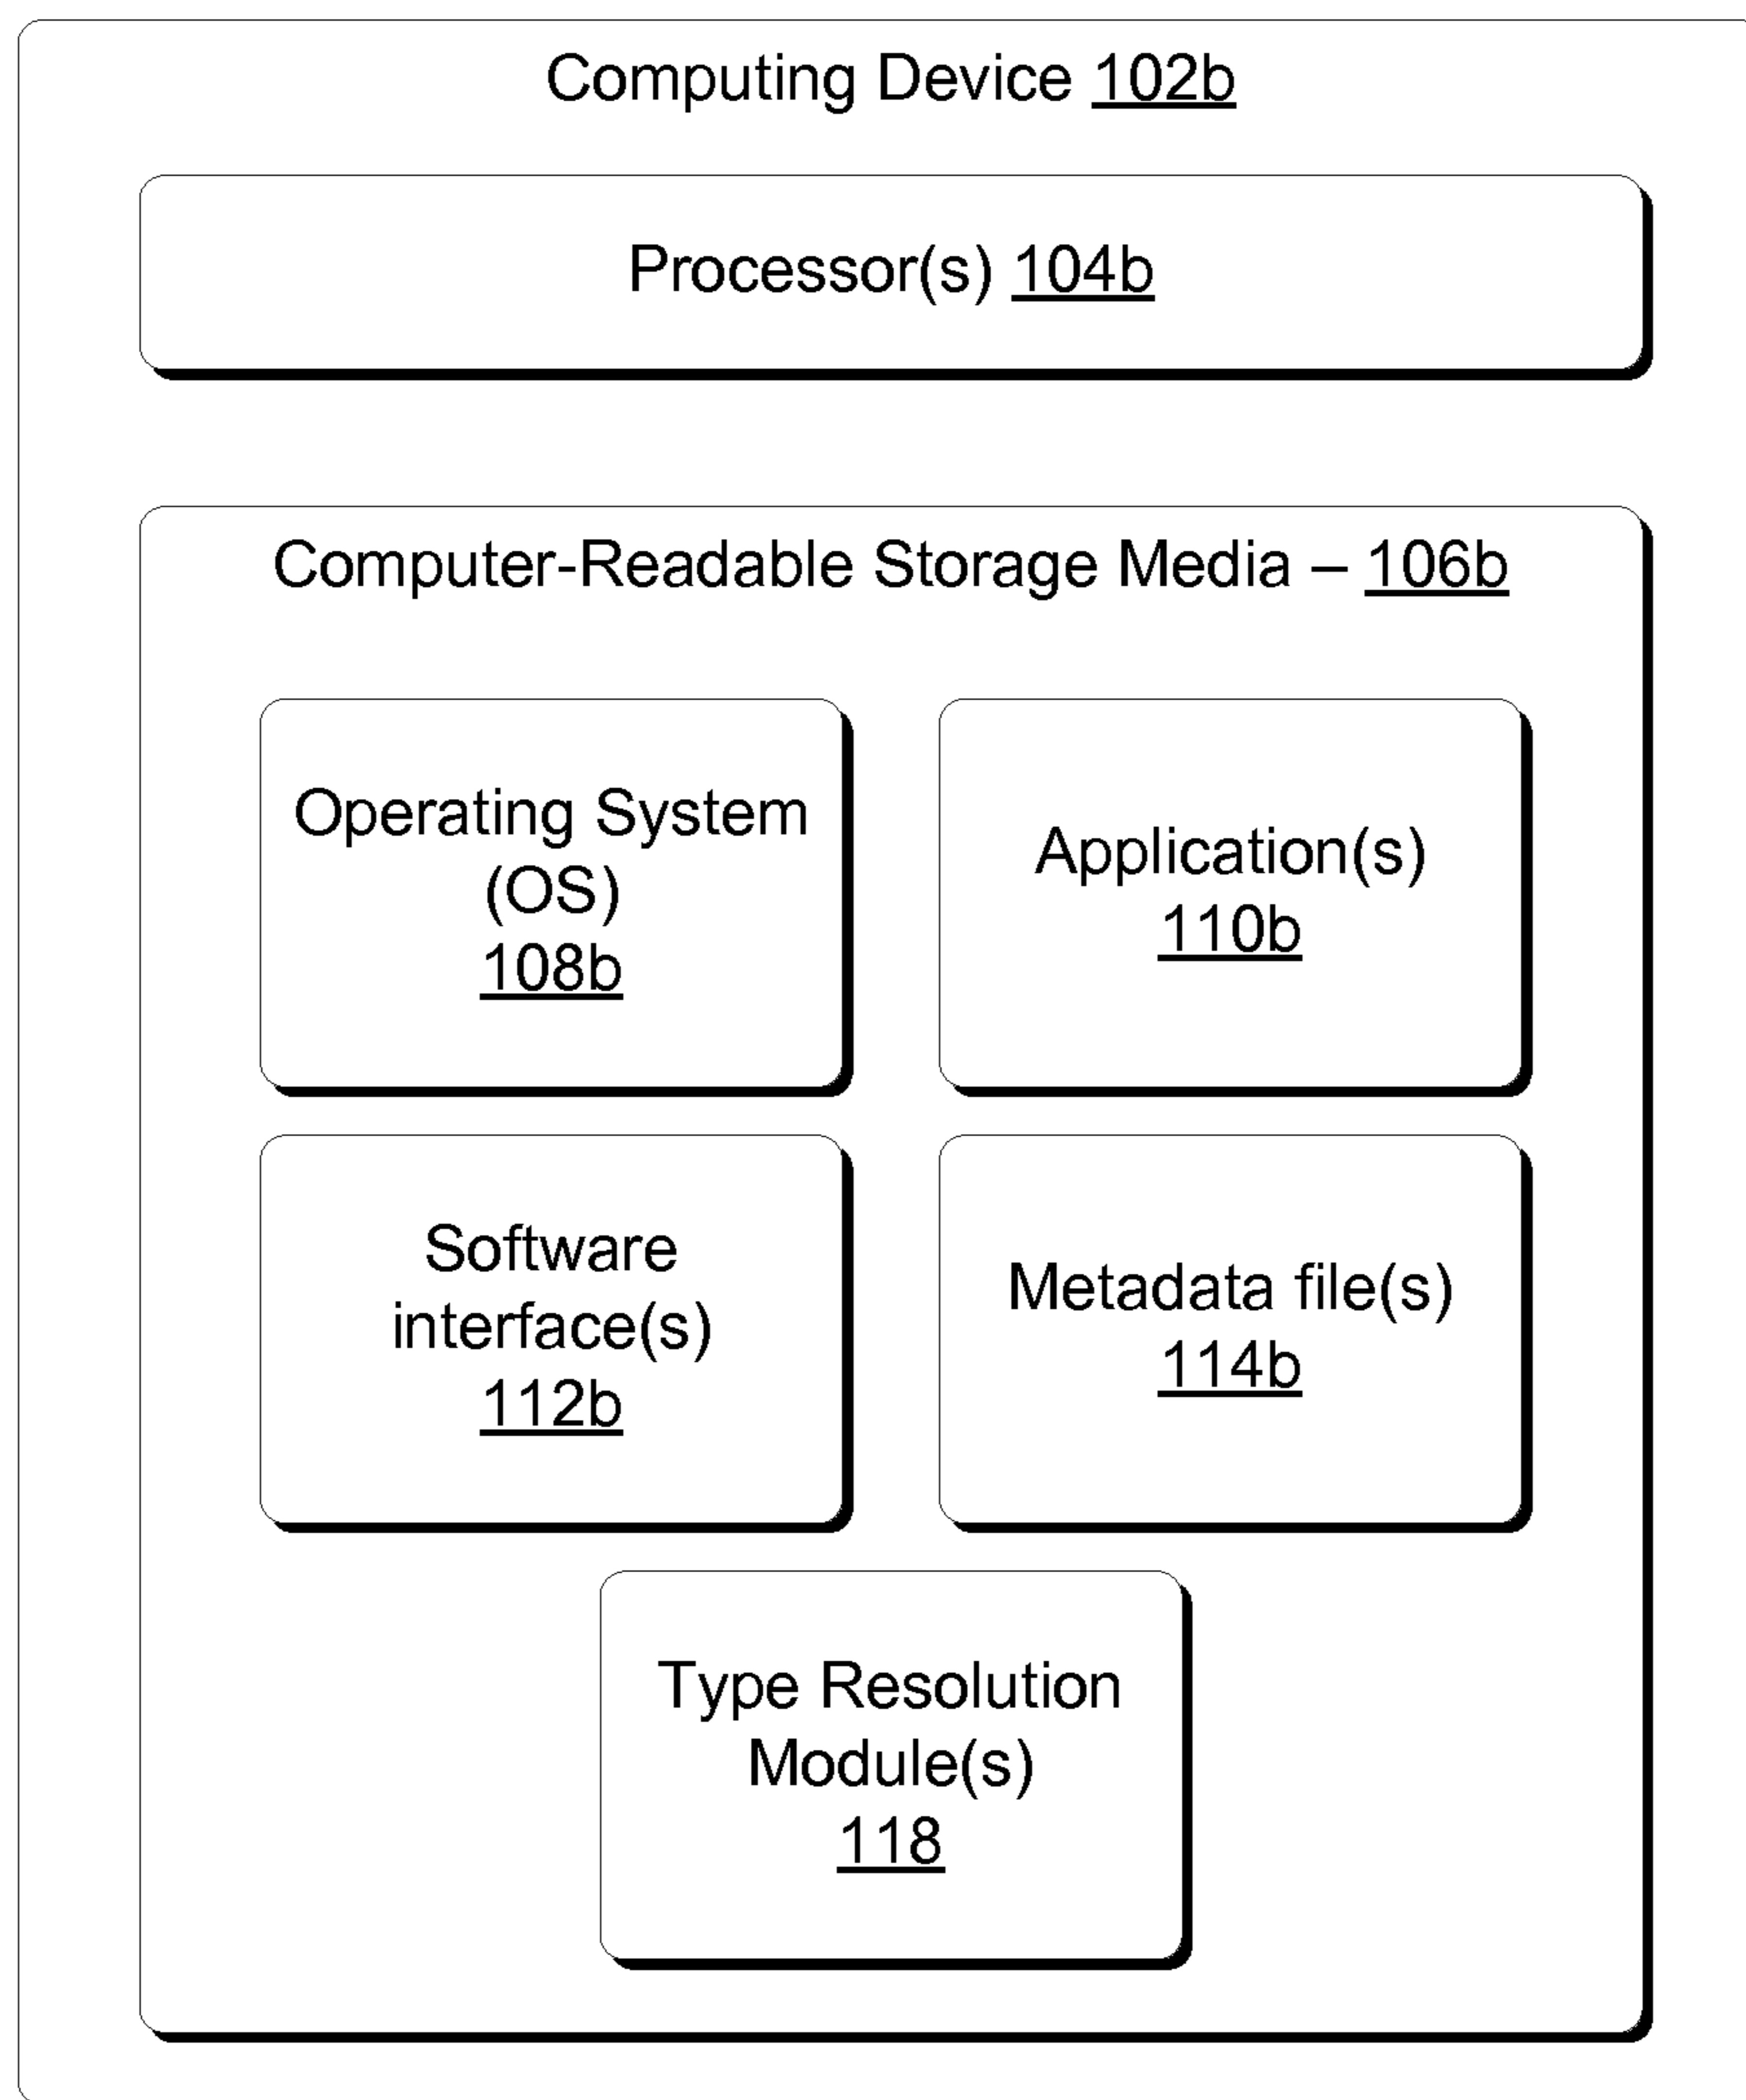 Computing Device 102b
Processor(s) 104b
Computer-Readable Storage Media – 106b
Operating System
(OS)
108b
Application(s)
110b
Software
interface(s)
112b
Metadata file(s)
114b
Type Resolution
Module(s)
118